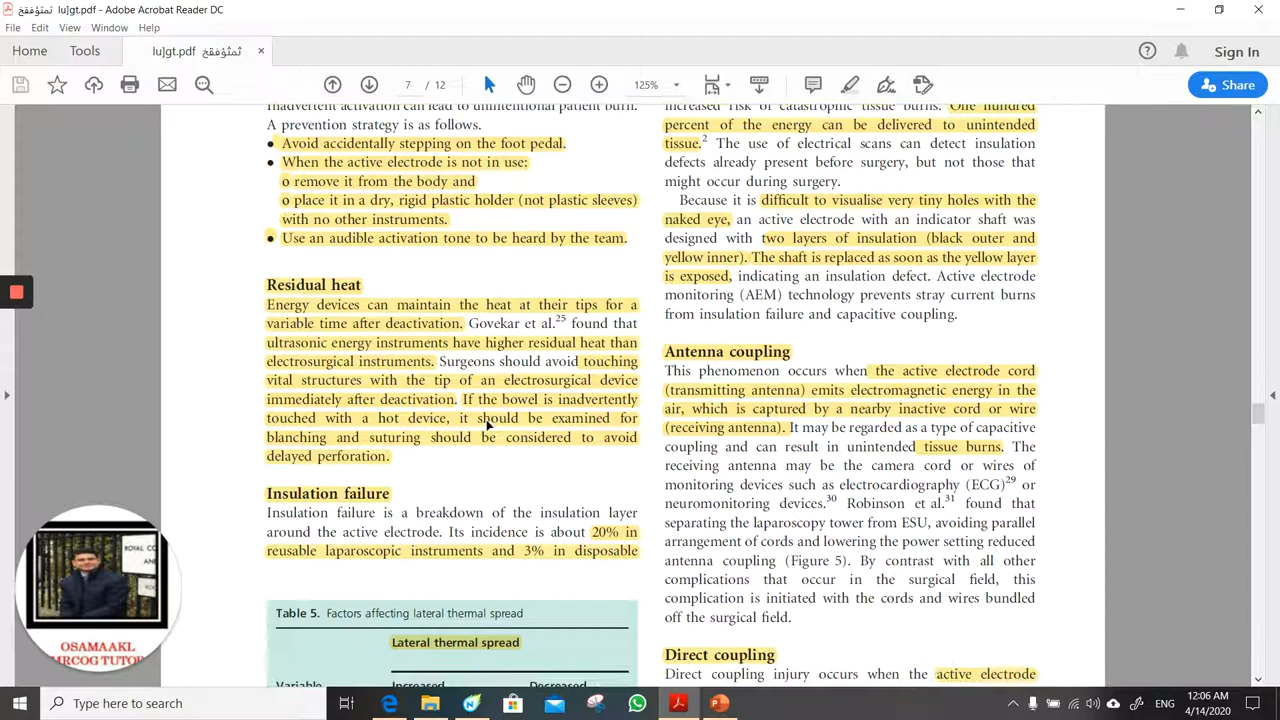 ثمثؤفقخ lu]gt.pdf - Adobe Acrobat Reader DC
File Edit View Window Help
Home Tools ثمثؤفقخ lu]gt.pdf × Sign In
7 / 12 125% Share
Inadvertent activation can lead to unintentional patient burn.
A prevention strategy is as follows.
● Avoid accidentally stepping on the foot pedal.
● When the active electrode is not in use:
o remove it from the body and
o place it in a dry, rigid plastic holder (not plastic sleeves)
with no other instruments.
● Use an audible activation tone to be heard by the team.
Residual heat
Energy devices can maintain the heat at their tips for a
variable time after deactivation. Govekar et al.25 found that
ultrasonic energy instruments have higher residual heat than
electrosurgical instruments. Surgeons should avoid touching
vital structures with the tip of an electrosurgical device
immediately after deactivation. If the bowel is inadvertently
touched with a hot device, it should be examined for
blanching and suturing should be considered to avoid
delayed perforation.
Insulation failure
Insulation failure is a breakdown of the insulation layer
around the active electrode. Its incidence is about 20% in
reusable laparoscopic instruments and 3% in disposable
Table 5. Factors affecting lateral thermal spread
Lateral thermal spread
Variable Increased Decreased
increased risk of catastrophic tissue burns. One hundred
percent of the energy can be delivered to unintended
tissue.2 The use of electrical scans can detect insulation
defects already present before surgery, but not those that
might occur during surgery.
Because it is difficult to visualise very tiny holes with the
naked eye, an active electrode with an indicator shaft was
designed with two layers of insulation (black outer and
yellow inner). The shaft is replaced as soon as the yellow layer
is exposed, indicating an insulation defect. Active electrode
monitoring (AEM) technology prevents stray current burns
from insulation failure and capacitive coupling.
Antenna coupling
This phenomenon occurs when the active electrode cord
(transmitting antenna) emits electromagnetic energy in the
air, which is captured by a nearby inactive cord or wire
(receiving antenna). It may be regarded as a type of capacitive
coupling and can result in unintended tissue burns. The
receiving antenna may be the camera cord or wires of
monitoring devices such as electrocardiography (ECG)29 or
neuromonitoring devices.30 Robinson et al.31 found that
separating the laparoscopy tower from ESU, avoiding parallel
arrangement of cords and lowering the power setting reduced
antenna coupling (Figure 5). By contrast with all other
complications that occur in the surgical field, this
complication is initiated with the cords and wires bundled
off the surgical field.
Direct coupling
Direct coupling injury occurs when the active electrode
ROYAL CO
OSAMA AKL
MRCOG TUTOR
Type here to search
ENG
12:06 AM
4/14/2020